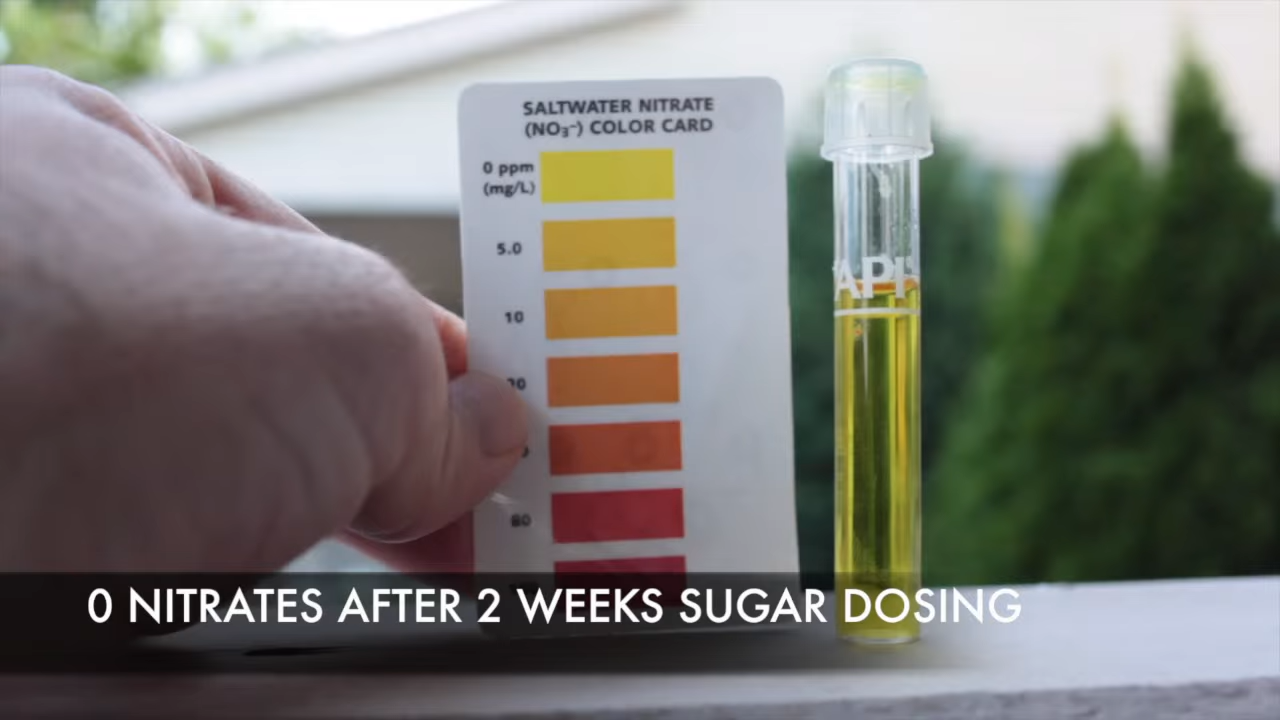 SALTWATER NITRATE
(NO₃⁻) COLOR CARD
0 ppm
(mg/L)
5.0
10
80
API
0 NITRATES AFTER 2 WEEKS SUGAR DOSING